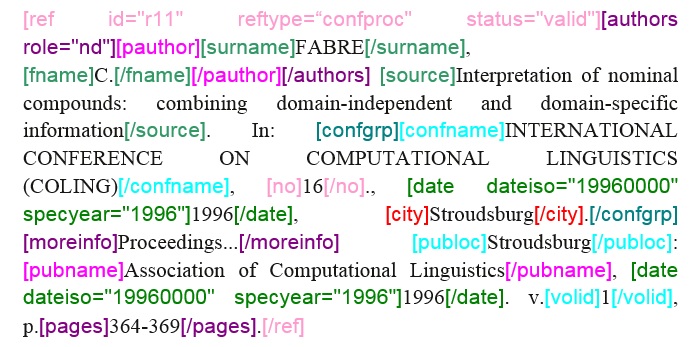 [ref id="r11" reftype=“confproc" status="valid"][authors
role="nd"][pauthor][surname]FABRE[/surname],
[fname]C.[/fname][/pauthor][/authors] [source]Interpretation of nominal
compounds: combining domain-independent and domain-specific
information[/source]. In: [confgrp][confname]INTERNATIONAL
CONFERENCE ON COMPUTATIONAL LINGUISTICS
(COLING)[/confname], [no]16[/no]., [date dateiso="19960000"
specyear="1996"]1996[/date], [city]Stroudsburg[/city].[/confgrp]
[moreinfo]Proceedings...[/moreinfo] [publoc]Stroudsburg[/publoc]:
[pubname]Association of Computational Linguistics[/pubname], [date
dateiso="19960000" specyear="1996"]1996[/date]. v.[volid]1[/volid],
p.[pages]364-369[/pages].[/ref]